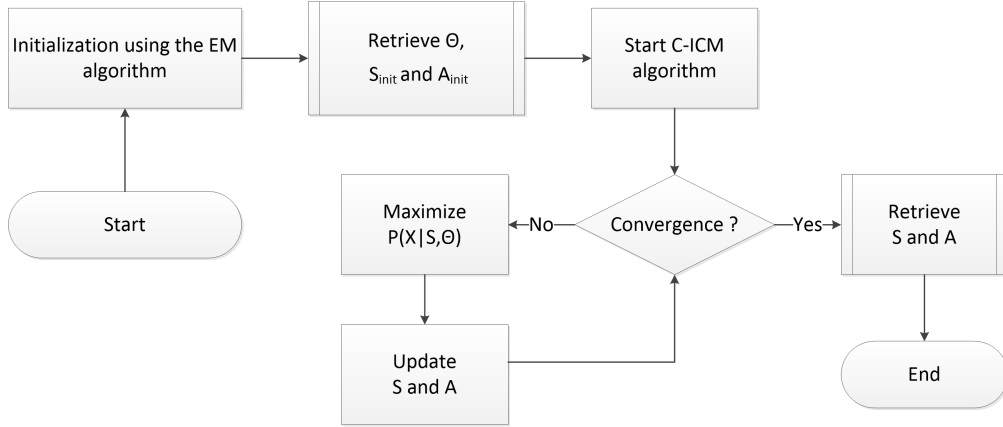 Start
Initialization using the EM
algorithm
Retrieve Θ,
Sinit and Ainit
Start C-ICM
algorithm
Convergence ?
No
Maximize
P(X|S,Θ)
Update
S and A
Yes
Retrieve
S and A
End